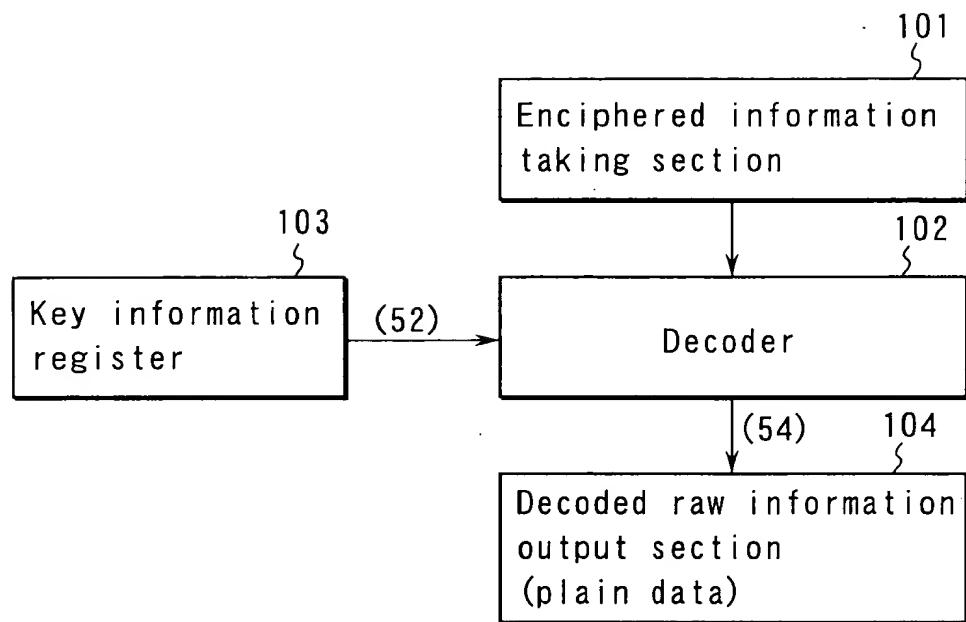 101
Enciphered information
taking section
103
102
Key information
register
(52)
Decoder
(54)
104
Decoded raw information
output section
(plain data)